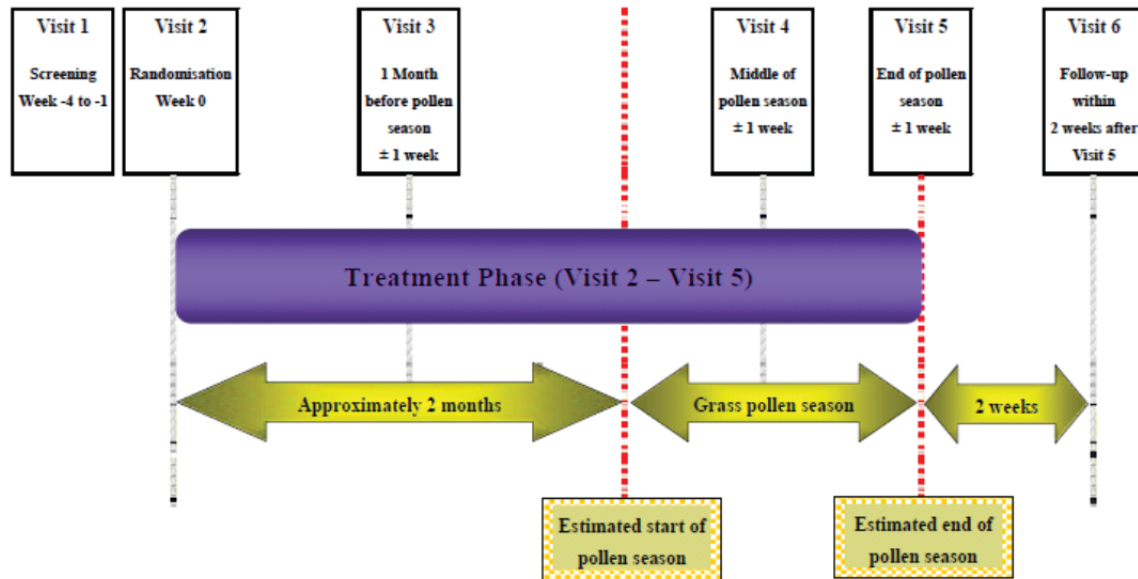 Visit 1
Screening
Week -4 to -1
Visit 2
Randomisation
Week 0
Visit 3
1 Month
before pollen
season
± 1 week
Visit 4
Middle of
pollen season
± 1 week
Visit 5
End of pollen
season
± 1 week
Visit 6
Follow-up
within
2 weeks after
Visit 5
Treatment Phase (Visit 2 – Visit 5)
Approximately 2 months
Grass pollen season
2 weeks
Estimated start of
pollen season
Estimated end of
pollen season